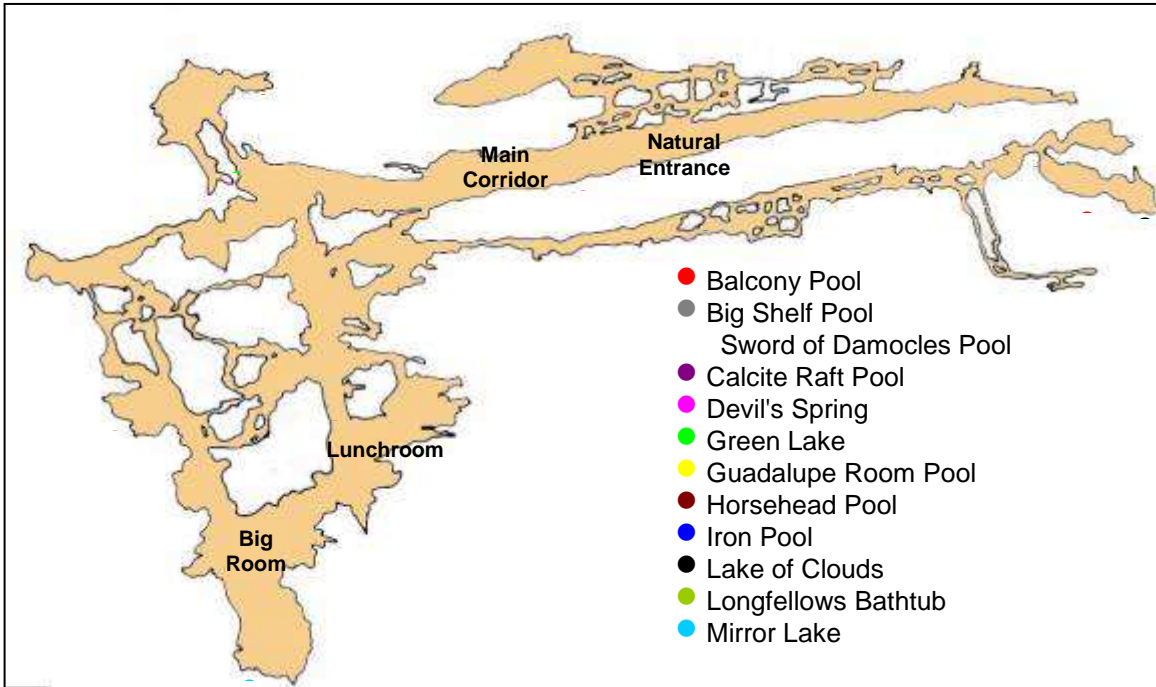 Main
Corridor
Natural
Entrance
Lunchroom
Big
Room
Balcony Pool
Big Shelf Pool
Sword of Damocles Pool
Calcite Raft Pool
Devil's Spring
Green Lake
Guadalupe Room Pool
Horsehead Pool
Iron Pool
Lake of Clouds
Longfellows Bathtub
Mirror Lake